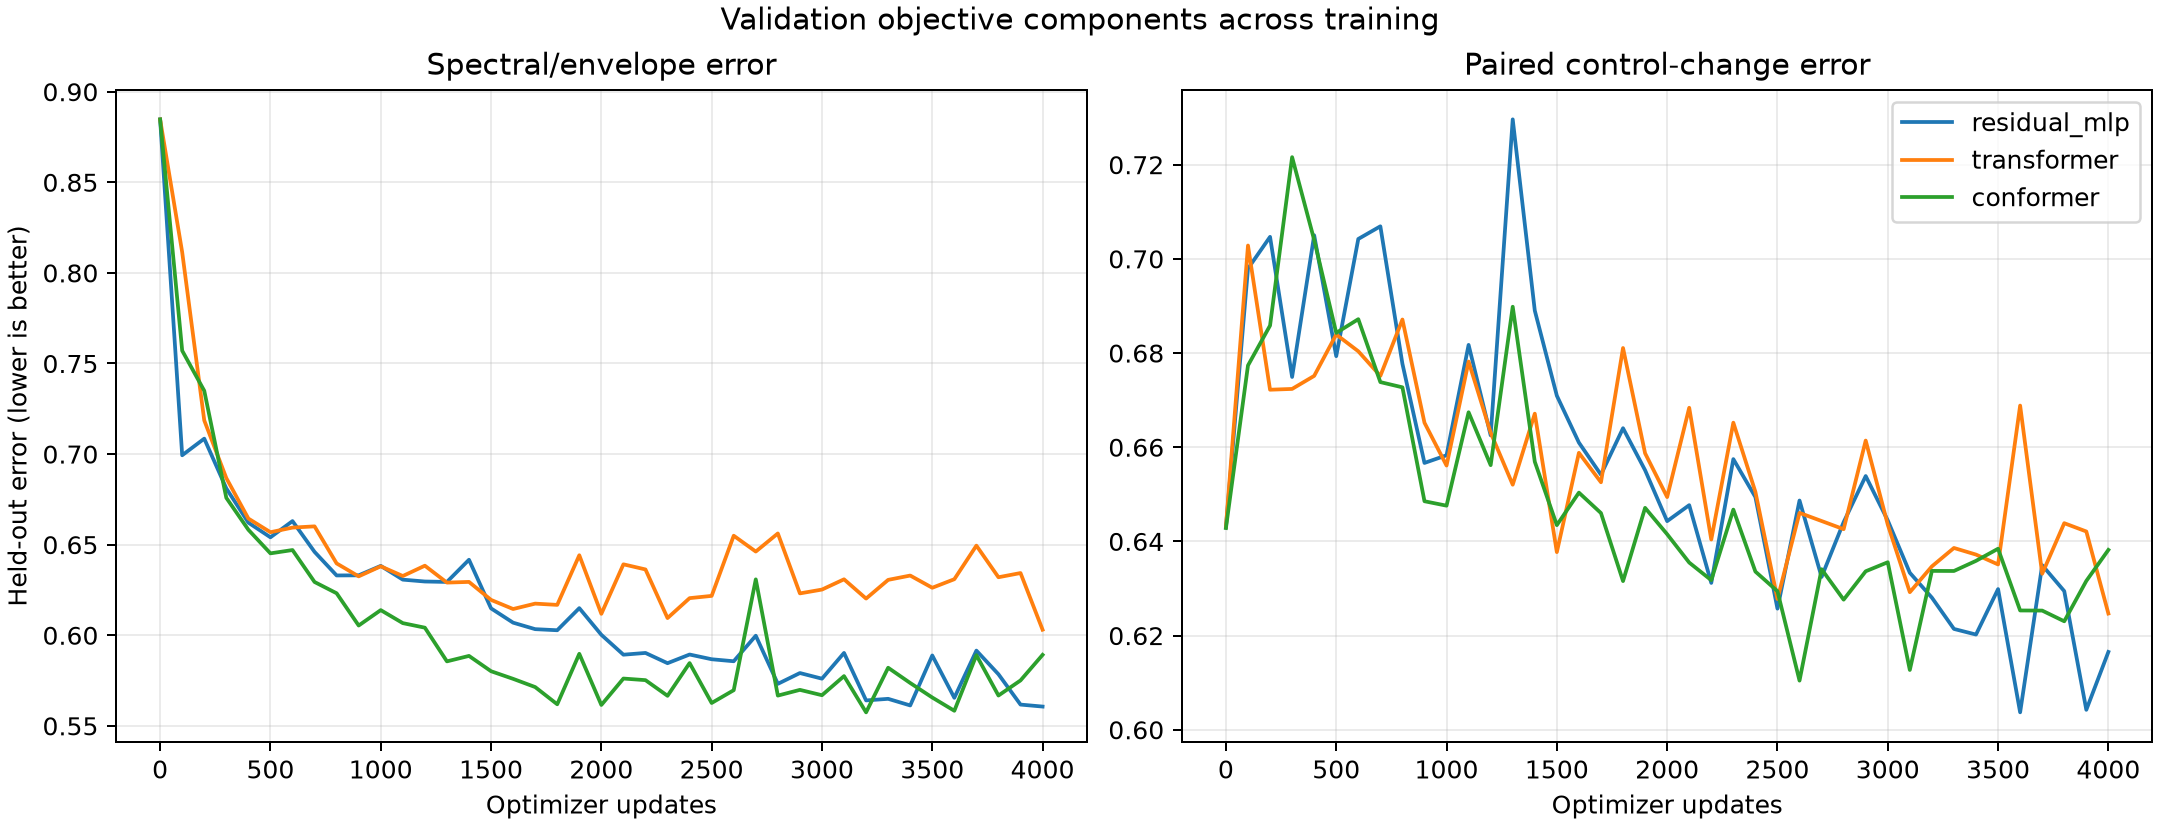 Validation objective components across training
Spectral/envelope error
Held-out error (lower is better)
0.90
0.85
0.80
0.75
0.70
0.65
0.60
0.55
0 500 1000 1500 2000 2500 3000 3500 4000
Optimizer updates
Paired control-change error
residual_mlp
transformer
conformer
0.72
0.70
0.68
0.66
0.64
0.62
0.60
0 500 1000 1500 2000 2500 3000 3500 4000
Optimizer updates